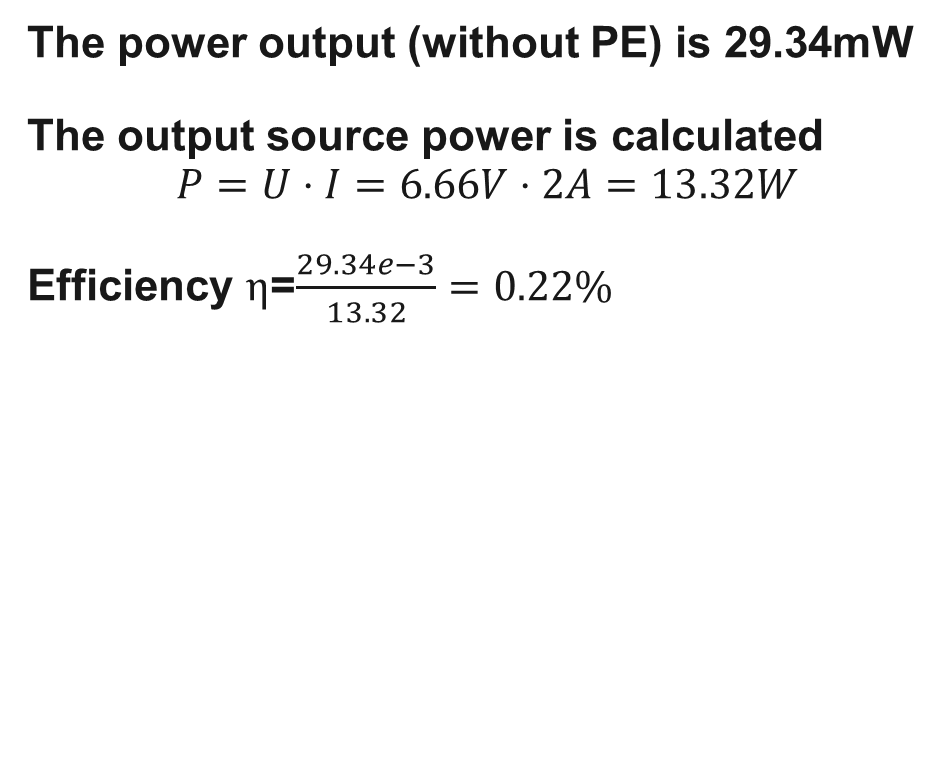 The power output (without PE) is 29.34mW
The output source power is calculated
P = U · I = 6.66V · 2A = 13.32W
Efficiency η=29.34e−3/13.32 = 0.22%